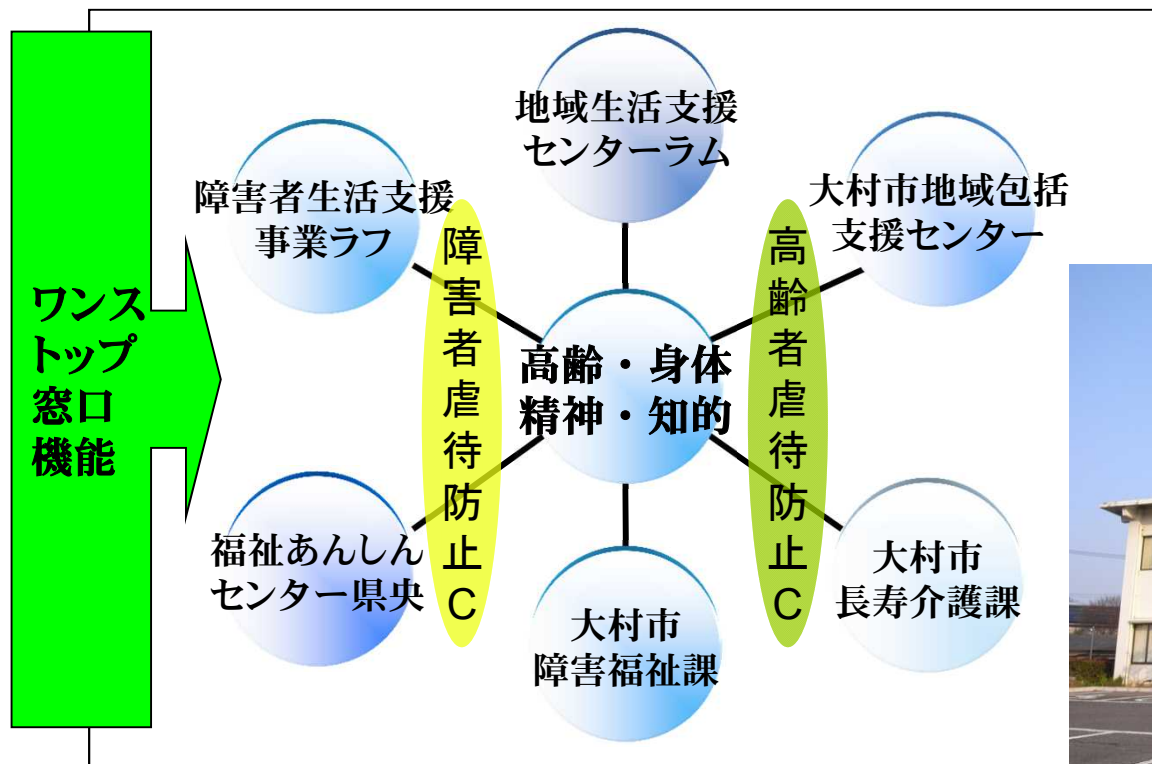 ワンス
トップ
窓口
機能
地域生活支援
センターラム
障害者生活支援
事業ラフ
大村市地域包括
支援センター
障害者虐待防止C
高齢者虐待防止C
高齢・身体
精神・知的
福祉あんしん
センター県央
大村市
障害福祉課
大村市
長寿介護課